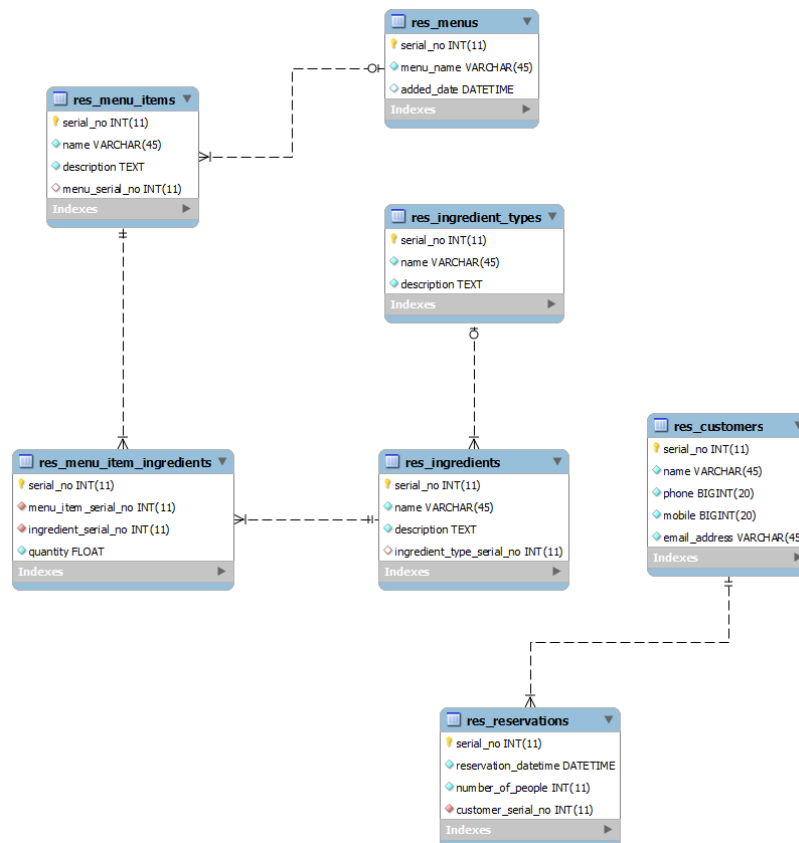 res_menus
serial_no INT(11)
menu_name VARCHAR(45)
added_date DATETIME
Indexes
res_menu_items
serial_no INT(11)
name VARCHAR(45)
description TEXT
menu_serial_no INT(11)
Indexes
res_ingredient_types
serial_no INT(11)
name VARCHAR(45)
description TEXT
Indexes
res_menu_item_ingredients
serial_no INT(11)
menu_item_serial_no INT(11)
ingredient_serial_no INT(11)
quantity FLOAT
Indexes
res_ingredients
serial_no INT(11)
name VARCHAR(45)
description TEXT
ingredient_type_serial_no INT(11)
Indexes
res_customers
serial_no INT(11)
name VARCHAR(45)
phone BIGINT(20)
mobile BIGINT(20)
email_address VARCHAR(45
Indexes
res_reservations
serial_no INT(11)
reservation_datetime DATETIME
number_of_people INT(11)
customer_serial_no INT(11)
Indexes